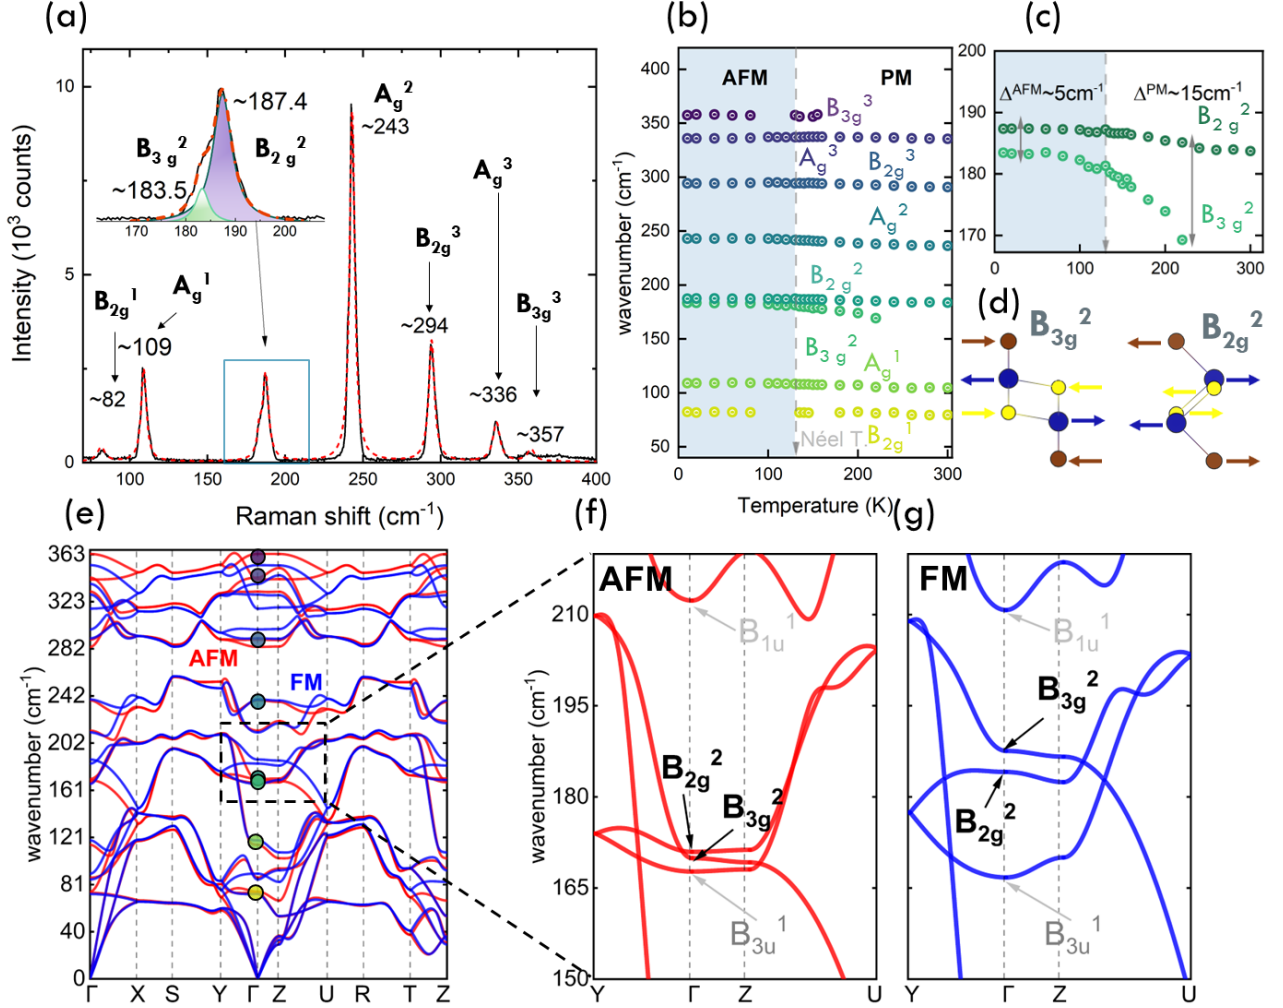 (a)
Intensity (10³ counts)
10
5
0
~187.4
B3g²
B2g²
~183.5
170 180 190 200
Ag²
~243
Ag³
B2g³
B2g¹
Ag¹
B3g³
~109
~294
~82
~336
~357
100 150 200 250 300 350 400
Raman shift (cm⁻¹)
(b)
wavenumber (cm⁻¹)
400
350
300
250
200
150
100
50
AFM
PM
B3g³
Ag³
B2g³
Ag²
B2g²
B3g²
Ag¹
Néel T.
B2g¹
0 100 200 300
Temperature (K)
(c)
200
190
180
170
Δᴬᶠᴹ~5cm⁻¹
Δᴾᴹ~15cm⁻¹
B2g²
B3g²
0 100 200 300
(d)
B3g²
B2g²
(e)
wavenumber (cm⁻¹)
363
323
282
242
202
161
121
81
40
0
AFM
FM
Γ X S Y Γ Z U R T Z
(f)
AFM
wavenumber (cm⁻¹)
210
195
180
165
150
B1u¹
B2g²
B3g²
B3u¹
Y Γ Z U
(g)
FM
B1u¹
B3g²
B2g²
B3u¹
Y Γ Z U